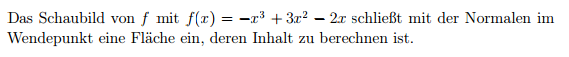 Das Schaubild von f mit f(x) = −x³ + 3x² − 2x schließt mit der Normalen im
Wendepunkt eine Fläche ein, deren Inhalt zu berechnen ist.